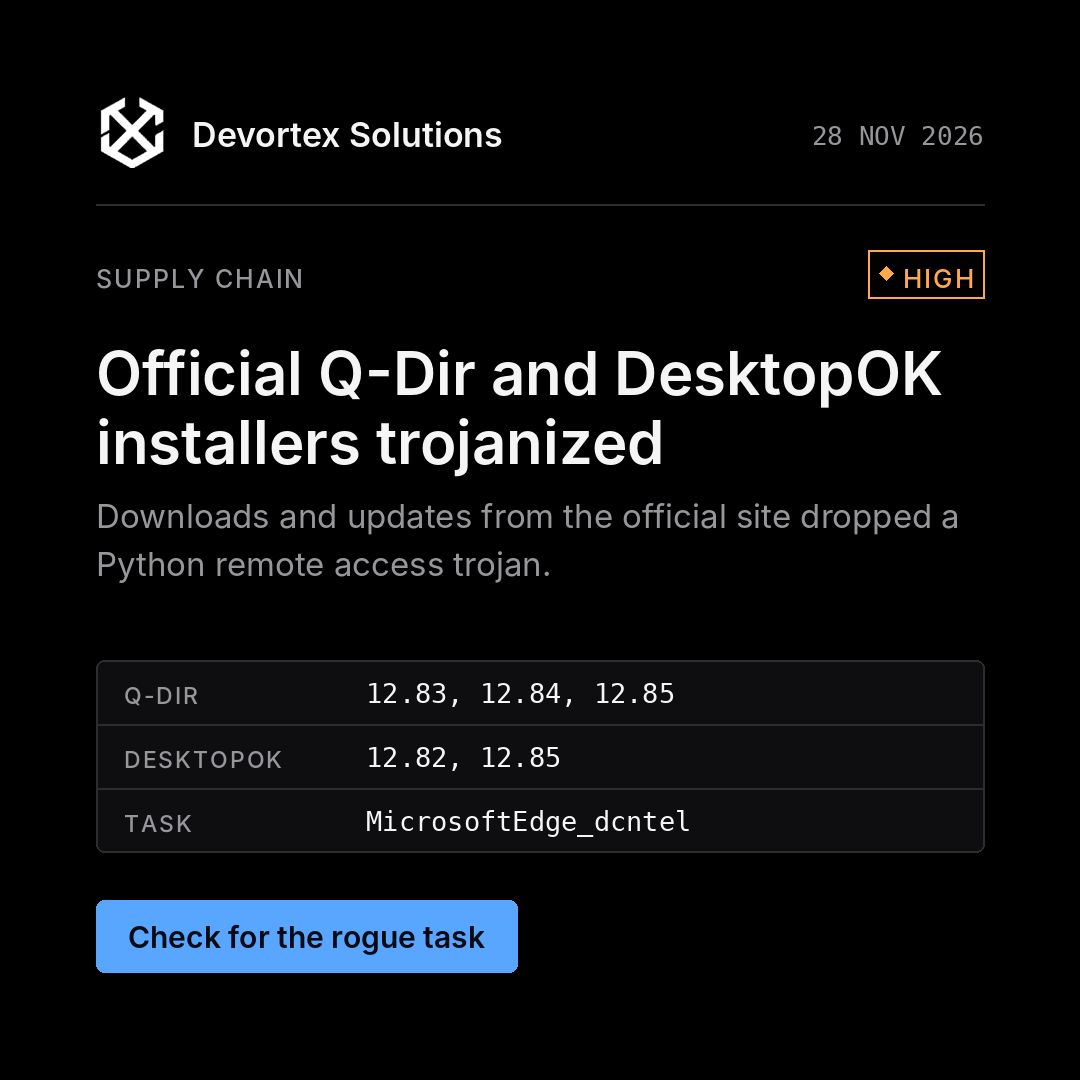 Devortex Solutions
28 NOV 2026
SUPPLY CHAIN
HIGH
Official Q-Dir and DesktopOK
installers trojanized
Downloads and updates from the official site dropped a
Python remote access trojan.
Q-DIR 12.83, 12.84, 12.85
DESKTOPOK 12.82, 12.85
TASK MicrosoftEdge_dcntel
Check for the rogue task